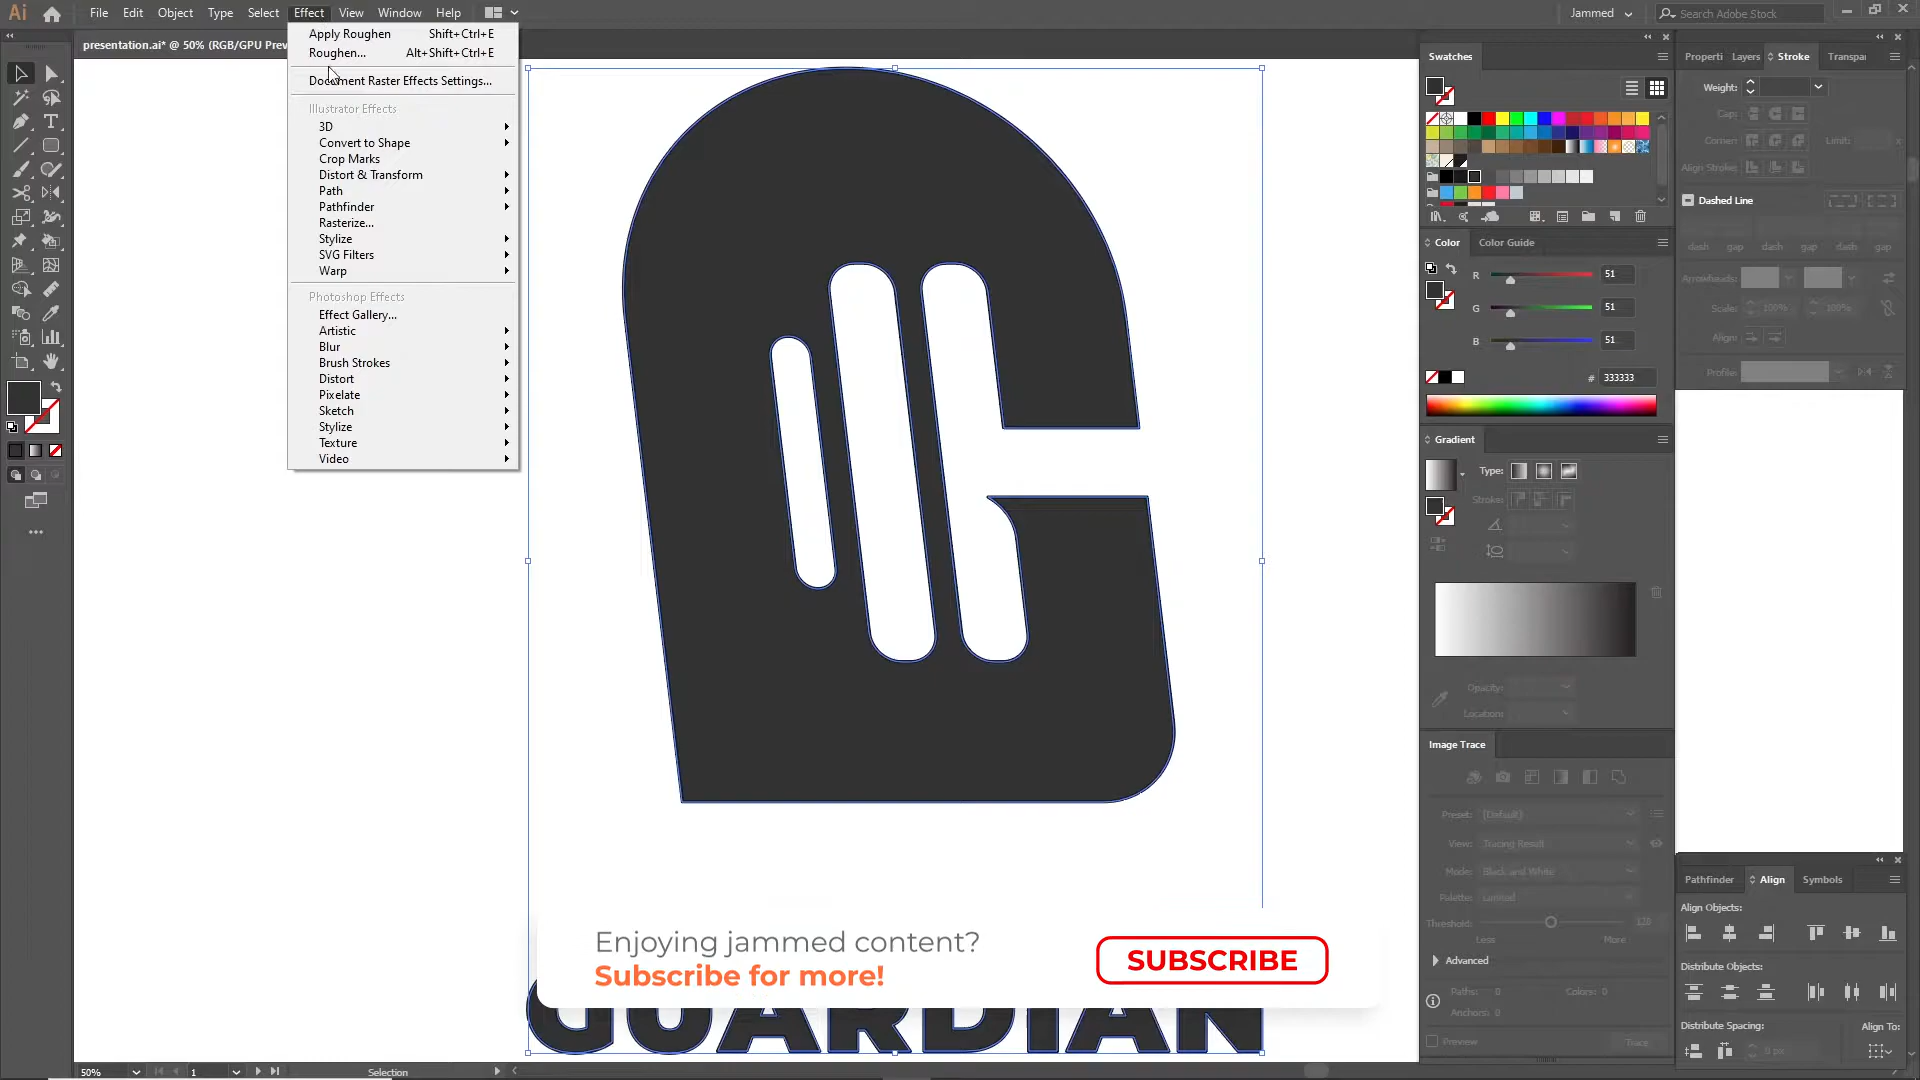 Ai File Edit Object Type Select Effect View Window Help Jammed Search Adobe Stock
presentation.ai* @ 50% (RGB/GPU Prev
Apply Roughen Shift+Ctrl+E
Roughen... Alt+Shift+Ctrl+E
Document Raster Effects Settings...
Illustrator Effects
3D
Convert to Shape
Crop Marks
Distort & Transform
Path
Pathfinder
Rasterize...
Stylize
SVG Filters
Warp
Photoshop Effects
Effect Gallery...
Artistic
Blur
Brush Strokes
Distort
Pixelate
Sketch
Stylize
Texture
Video
Enjoying jammed content?
Subscribe for more!
SUBSCRIBE
GUARDIAN
50% 1 Selection
Swatches
Color Color Guide
R 51
G 51
B 51
# 333333
Gradient
Type:
Stroke:
Opacity:
Location:
Image Trace
Preset: [Default]
View: Tracing Result
Mode: Black and White
Palette: Limited
Threshold: 128
Less More
Advanced
Paths: 0 Colors: 0
Anchors: 0
Preview Trace
Properti Layers Stroke Transpar
Weight:
Cap:
Corner: Limit: x
Align Stroke:
Dashed Line
dash gap dash gap dash gap
Arrowheads:
Scale: 100% 100%
Align:
Profile:
Pathfinder Align Symbols
Align Objects:
Distribute Objects:
Distribute Spacing: Align To:
0 px